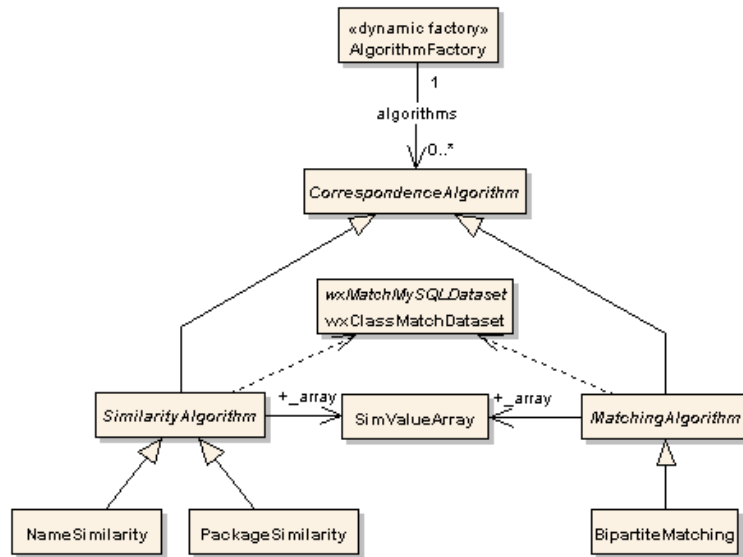 «dynamic factory»
AlgorithmFactory
1
algorithms
0..*
CorrespondenceAlgorithm
wxMatchMySQLDataset
wxClassMatchDataset
+_array
+_array
SimilarityAlgorithm
SimValueArray
MatchingAlgorithm
NameSimilarity
PackageSimilarity
BipartiteMatching